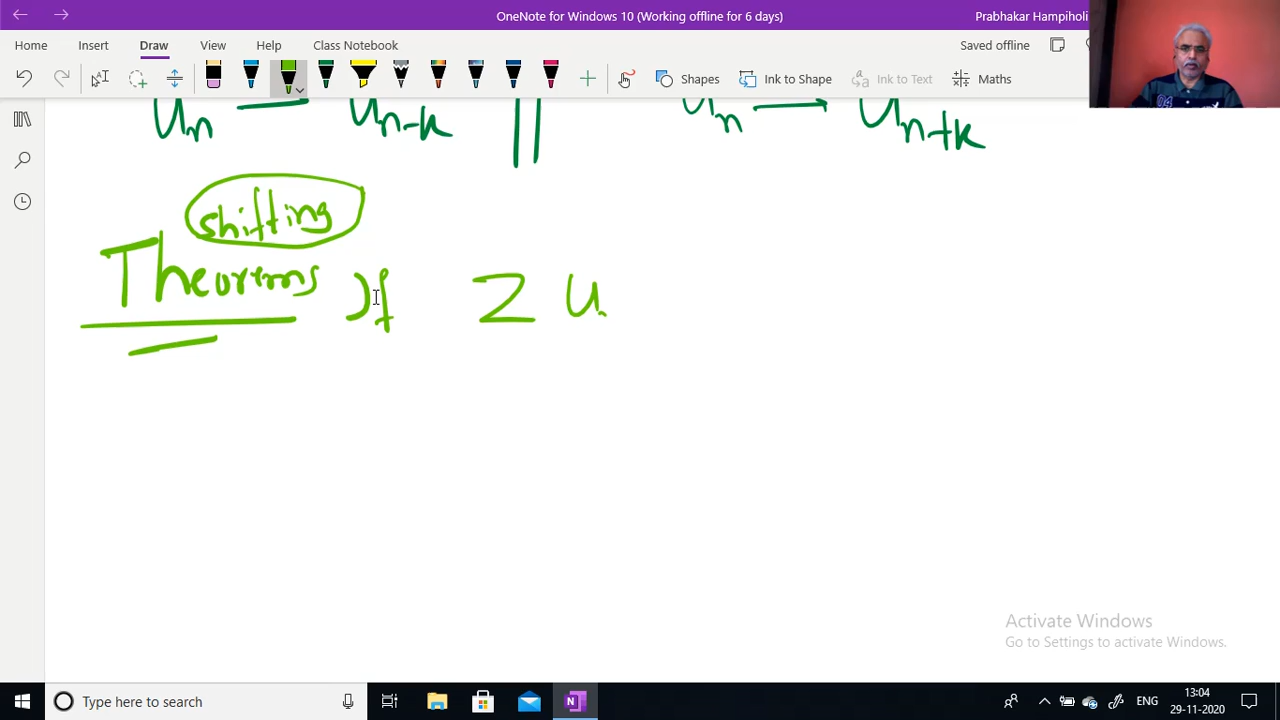 OneNote for Windows 10 (Working offline for 6 days)
Prabhakar Hampiholi
Home Insert Draw View Help Class Notebook
Saved offline
Shapes Ink to Shape Ink to Text Maths
04
Un → Un-k || Un → Un+k
shifting
Theorems If Z U
Activate Windows
Go to Settings to activate Windows.
Type here to search
ENG
13:04
29-11-2020